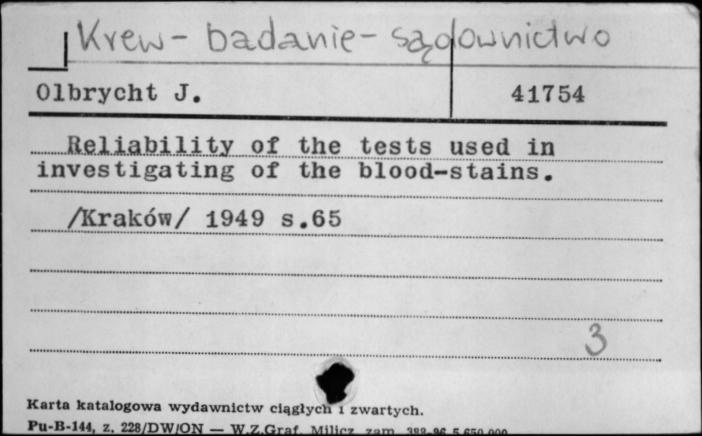 Krew - badanie - sądownictwo
Olbrycht J. 41754
Reliability of the tests used in
investigating of the blood-stains.
/Kraków/ 1949 s.65
3
Karta katalogowa wydawnictw ciągłych i zwartych.
Pu-B-144, z. 228/DW/ON — W.Z.Graf. Milicz zam.